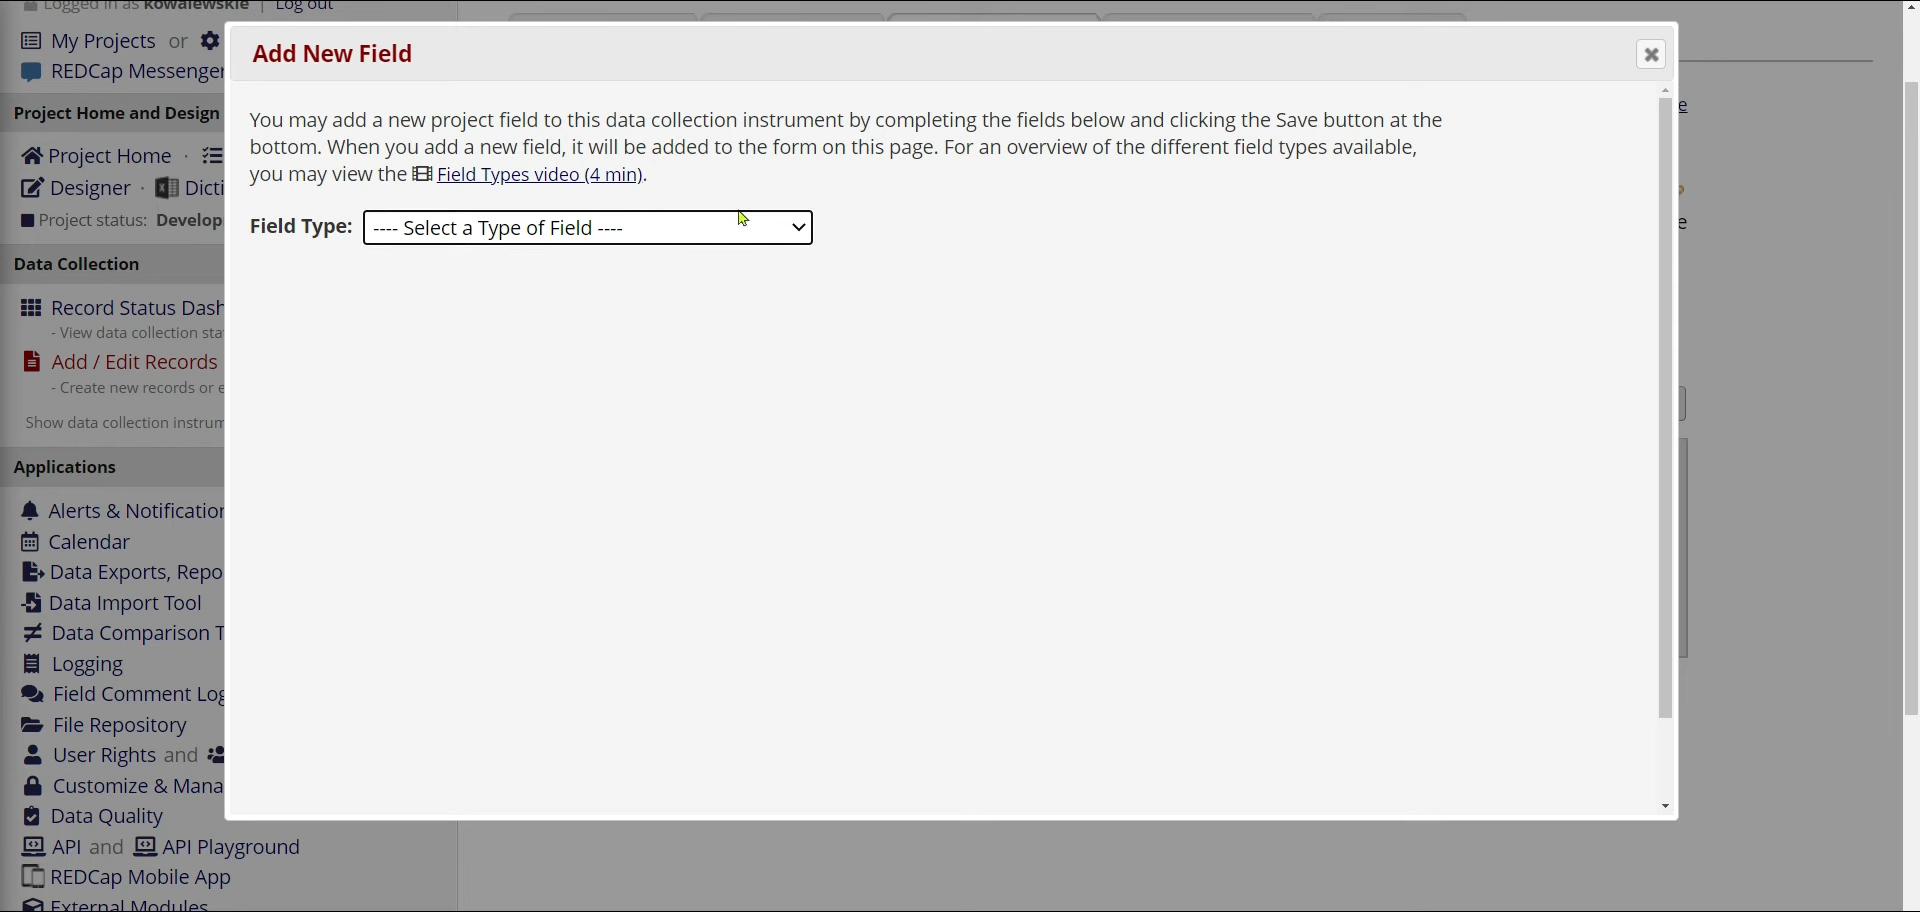 Logged in as kowalewskie | Log out
My Projects or
REDCap Messenger
Project Home and Design
Project Home ·
Designer · Dicti
Project status: Develop
Data Collection
Record Status Dash
- View data collection sta
Add / Edit Records
- Create new records or e
Show data collection instrum
Applications
Alerts & Notification
Calendar
Data Exports, Repo
Data Import Tool
Data Comparison T
Logging
Field Comment Log
File Repository
User Rights and
Customize & Mana
Data Quality
API and API Playground
REDCap Mobile App
External Modules
Add New Field
You may add a new project field to this data collection instrument by completing the fields below and clicking the Save button at the
bottom. When you add a new field, it will be added to the form on this page. For an overview of the different field types available,
you may view the Field Types video (4 min).
Field Type: ---- Select a Type of Field ----
e
e